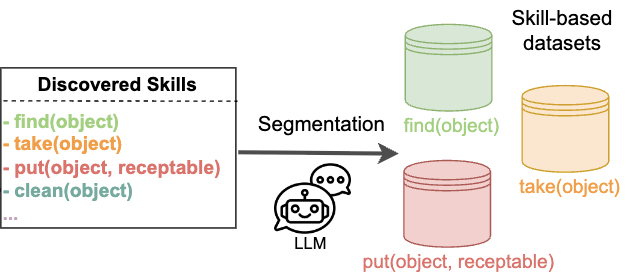 Discovered Skills
- find(object)
- take(object)
- put(object, receptable)
- clean(object)
...
Segmentation
LLM
Skill-based
datasets
find(object)
take(object)
put(object, receptable)